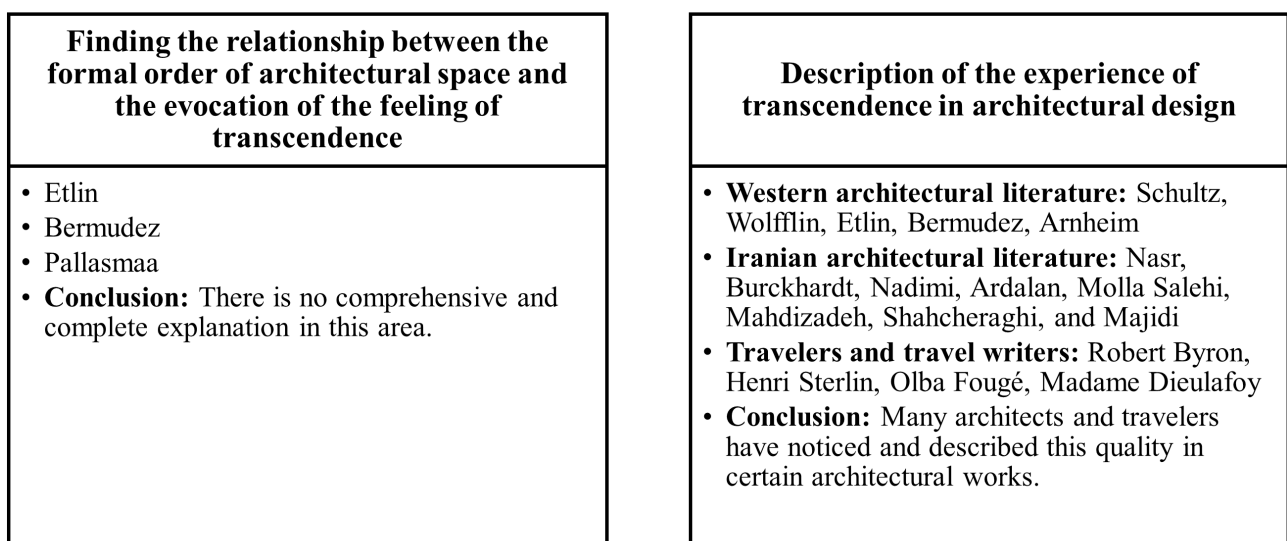 Finding the relationship between the
formal order of architectural space and
the evocation of the feeling of
transcendence
• Etlin
• Bermudez
• Pallasmaa
• Conclusion: There is no comprehensive and
complete explanation in this area.
Description of the experience of
transcendence in architectural design
• Western architectural literature: Schultz,
Wolfflin, Etlin, Bermudez, Arnheim
• Iranian architectural literature: Nasr,
Burckhardt, Nadimi, Ardalan, Molla Salehi,
Mahdizadeh, Shahcheraghi, and Majidi
• Travelers and travel writers: Robert Byron,
Henri Sterlin, Olba Fougé, Madame Dieulafoy
• Conclusion: Many architects and travelers
have noticed and described this quality in
certain architectural works.